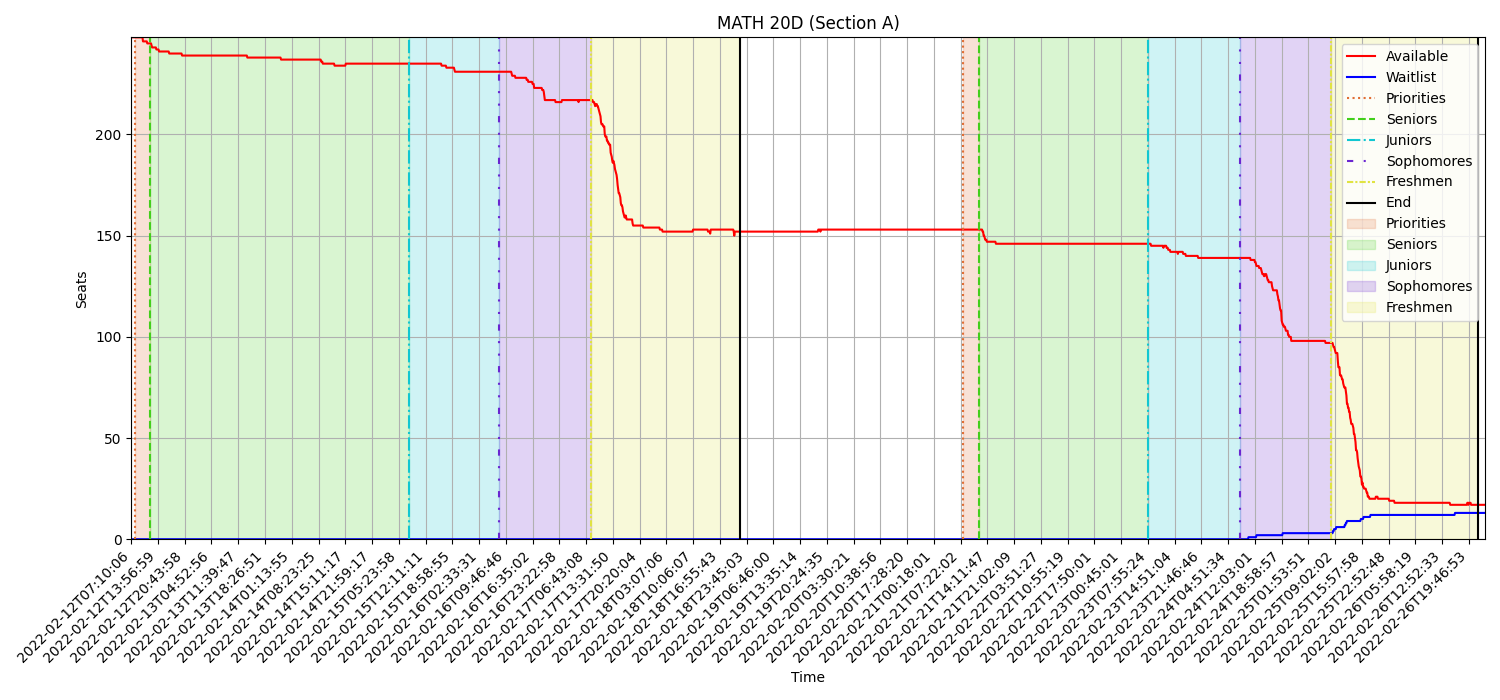 MATH 20D (Section A)
Seats
200
150
100
50
0
Available
Waitlist
Priorities
Seniors
Juniors
Sophomores
Freshmen
End
Priorities
Seniors
Juniors
Sophomores
Freshmen
2022-02-12T07:10:06
2022-02-12T13:56:59
2022-02-12T20:43:58
2022-02-13T04:52:56
2022-02-13T11:39:47
2022-02-13T18:26:51
2022-02-14T01:13:55
2022-02-14T08:23:25
2022-02-14T15:11:17
2022-02-14T21:59:17
2022-02-15T05:23:58
2022-02-15T12:11:11
2022-02-15T18:58:55
2022-02-16T02:33:31
2022-02-16T09:46:46
2022-02-16T16:35:02
2022-02-16T23:22:58
2022-02-17T06:43:08
2022-02-17T13:31:50
2022-02-17T20:20:04
2022-02-18T03:07:06
2022-02-18T10:06:07
2022-02-18T16:55:43
2022-02-18T23:45:03
2022-02-19T06:46:00
2022-02-19T13:35:14
2022-02-19T20:24:35
2022-02-20T03:30:21
2022-02-20T10:38:56
2022-02-20T17:28:20
2022-02-21T00:18:01
2022-02-21T07:22:02
2022-02-21T14:11:47
2022-02-21T21:02:09
2022-02-22T03:51:27
2022-02-22T10:55:19
2022-02-22T17:50:01
2022-02-23T00:45:01
2022-02-23T07:55:24
2022-02-23T14:51:04
2022-02-23T21:46:46
2022-02-24T04:51:34
2022-02-24T12:03:01
2022-02-24T18:59:57
2022-02-25T01:53:51
2022-02-25T09:02:02
2022-02-25T15:57:58
2022-02-25T22:52:48
2022-02-26T05:58:19
2022-02-26T12:52:33
2022-02-26T19:46:53
Time